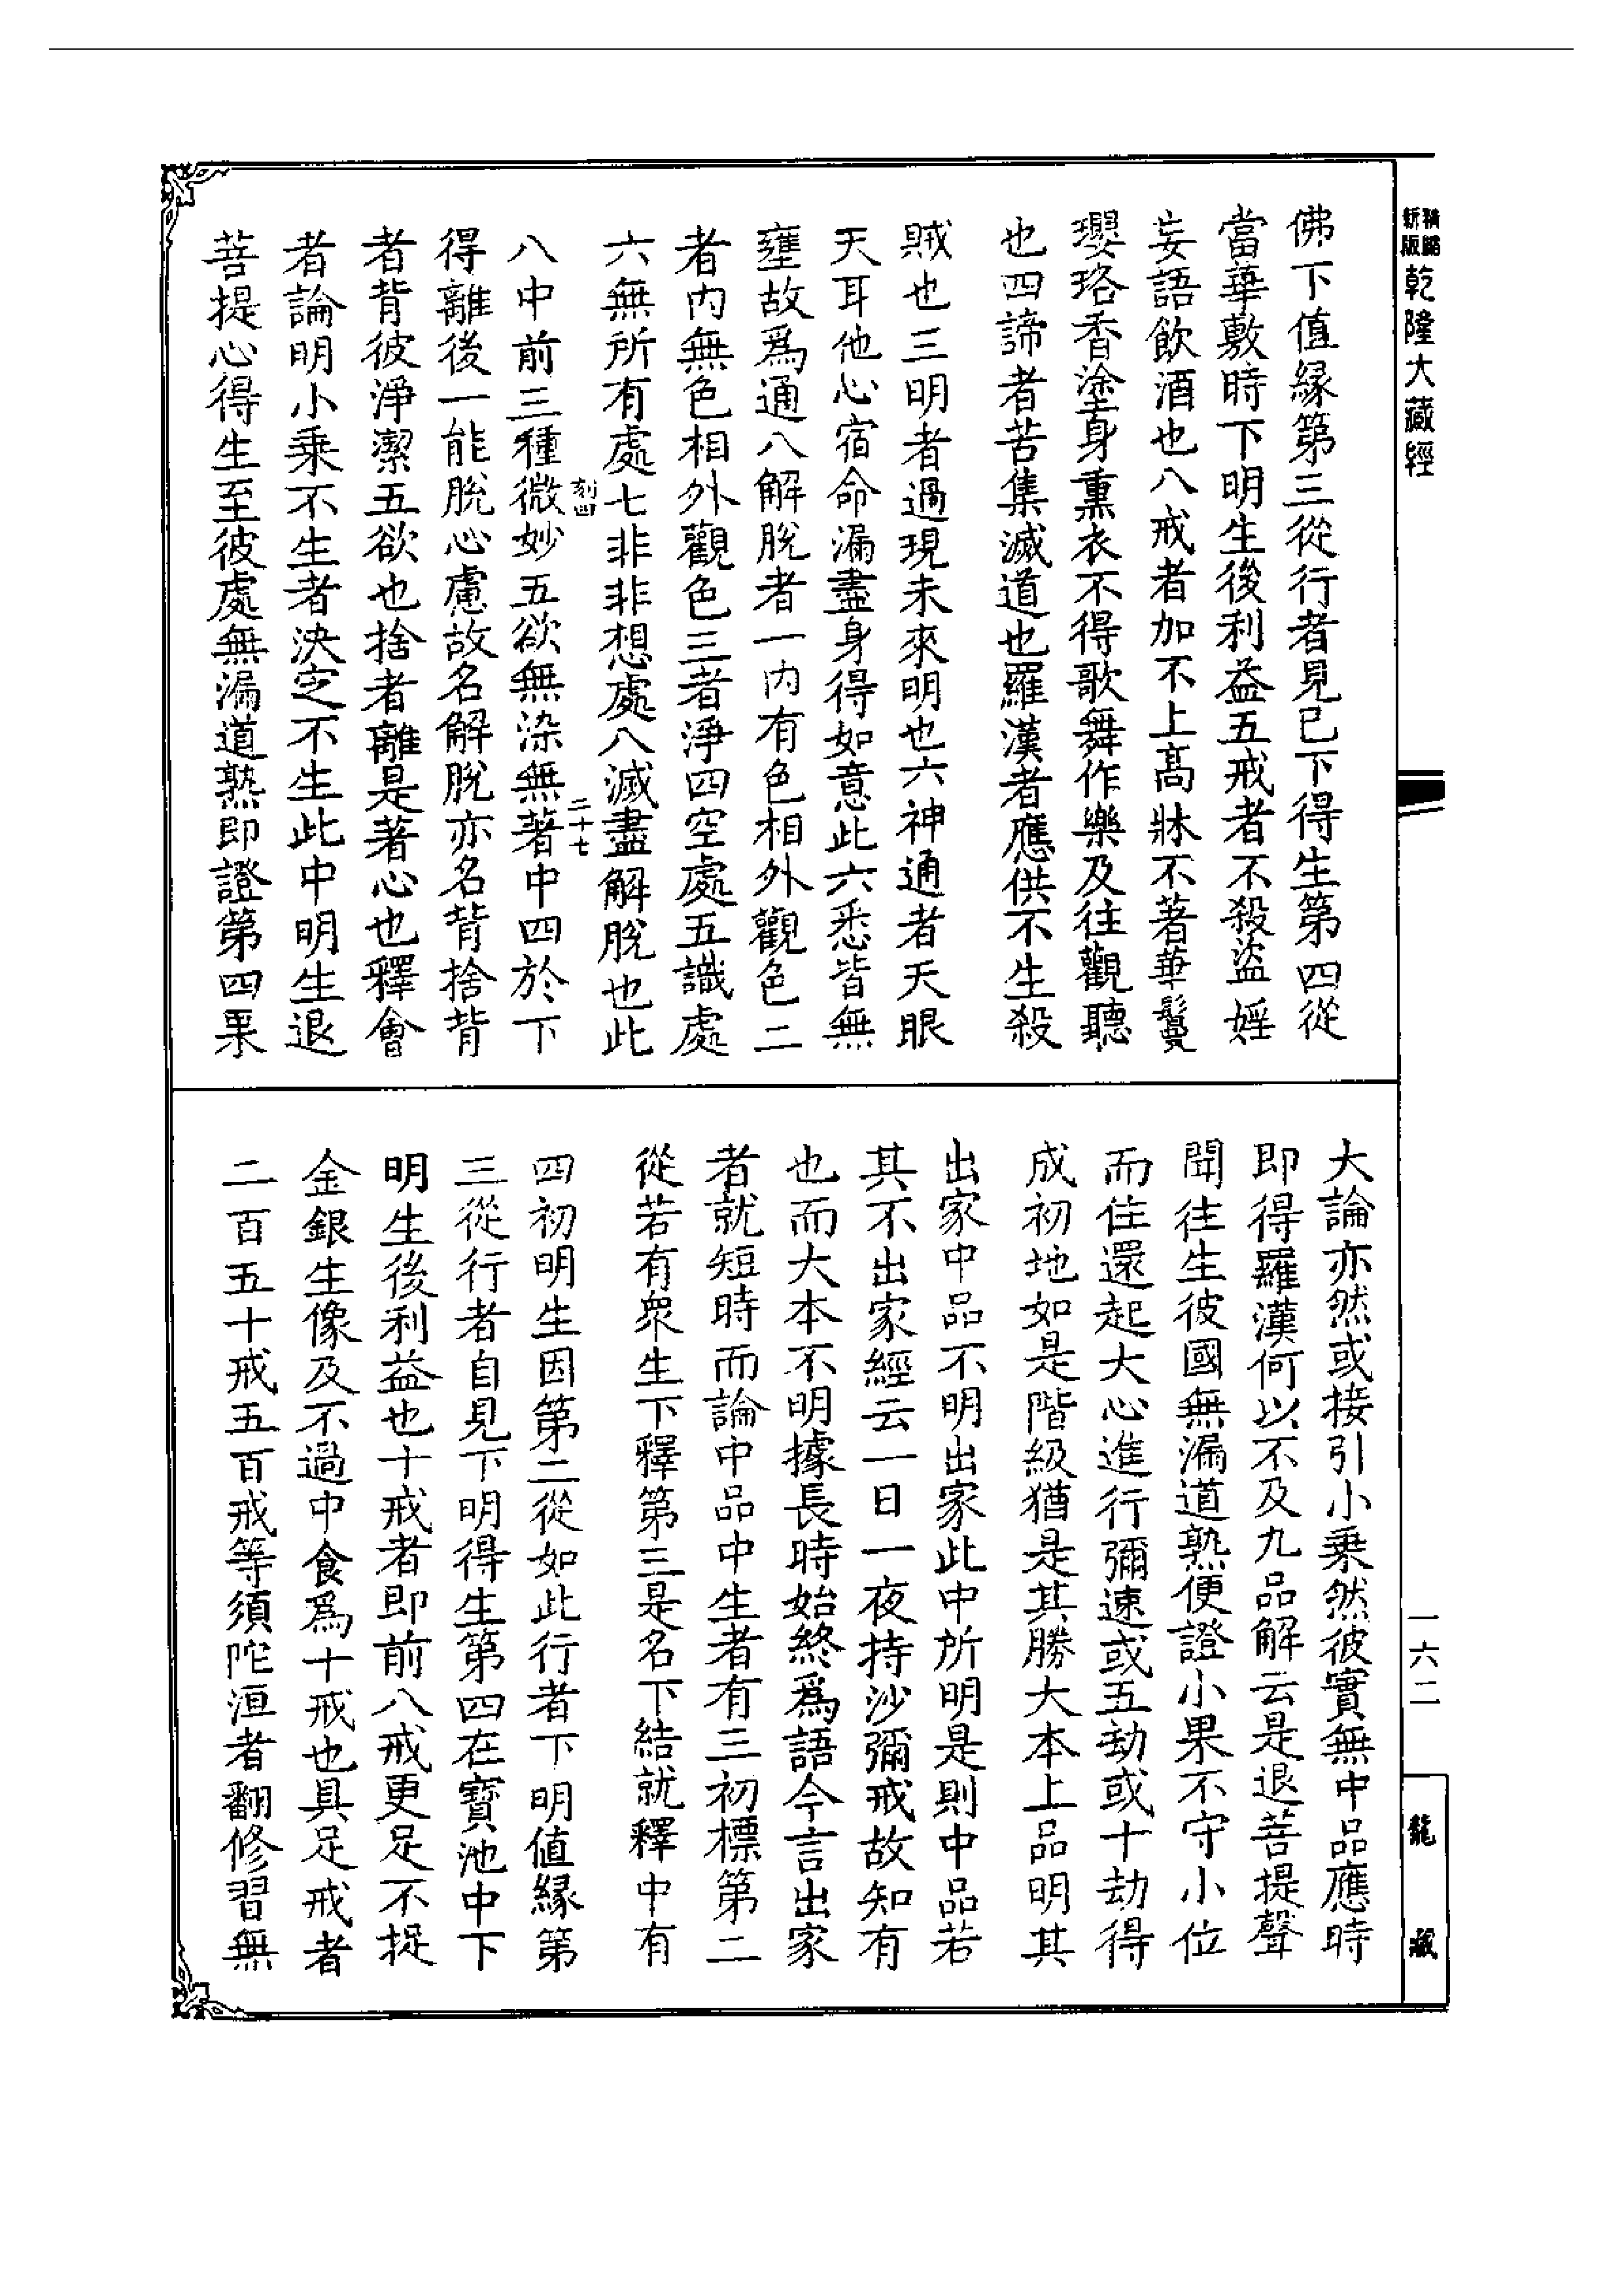 精編
新版
乾隆大藏經
佛下值緣第三從行者見已下得生第四從
當華敷時下明生後利益五戒者不殺盜婬
妄語飲酒也八戒者加不上高牀不著華鬘
瓔珞香塗身熏衣不得歌舞作樂及往觀聽
也四諦者苦集滅道也羅漢者應供不生殺
賊也三明者過現未來明也六神通者天眼
天耳他心宿命漏盡身得如意此六悉皆無
壅故爲通八解脫者一內有色相外觀色二
者內無色相外觀色三者淨四空處五識處
六無所有處七非非想處八滅盡解脫也此
刻四
二十七
八中前三種微妙五欲無染無著中四於下
得離後一能脫心慮故名解脫亦名背捨背
者背彼淨潔五欲也捨者離是著心也釋會
者論明小乘不生者決定不生此中明生退
菩提心得生至彼處無漏道熟即證第四果
大論亦然或接引小乘然彼實無中品應時
即得羅漢何以不及九品解云是退菩提聲
聞往生彼國無漏道熟便證小果不守小位
而住還起大心進行彌速或五劫或十劫得
成初地如是階級猶是其勝大本上品明其
出家中品不明出家此中所明是則中品若
其不出家經云一日一夜持沙彌戒故知有
也而大本不明據長時始終爲語今言出家
者就短時而論中品中生者有三初標第二
從若有衆生下釋第三是名下結就釋中有
四初明生因第二從如此行者下明值緣第
三從行者自見下明得生第四在寶池中下
明生後利益也十戒者即前八戒更足不捉
金銀生像及不過中食爲十戒也具足戒者
二百五十戒五百戒等須陀洹者翻修習無
一六二
龍藏